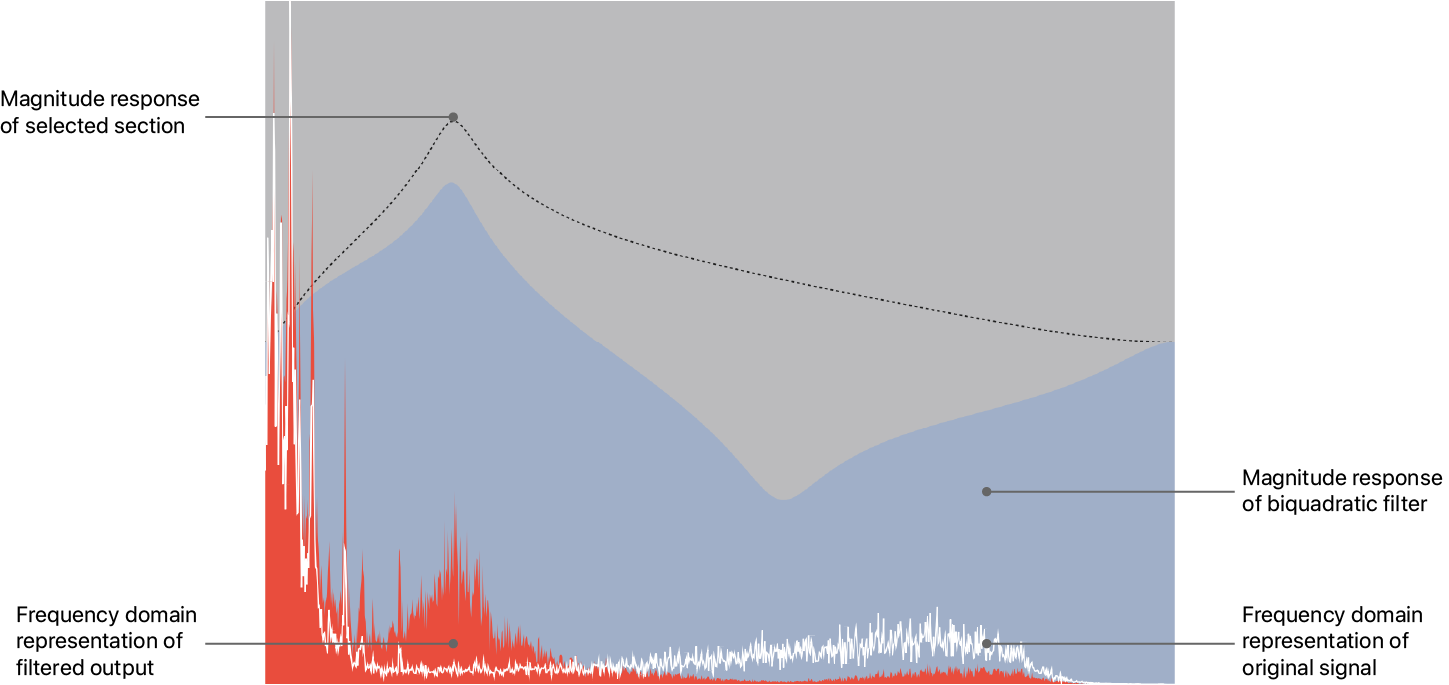 Magnitude response
of selected section
Magnitude response
of biquadratic filter
Frequency domain
representation of
filtered output
Frequency domain
representation of
original signal